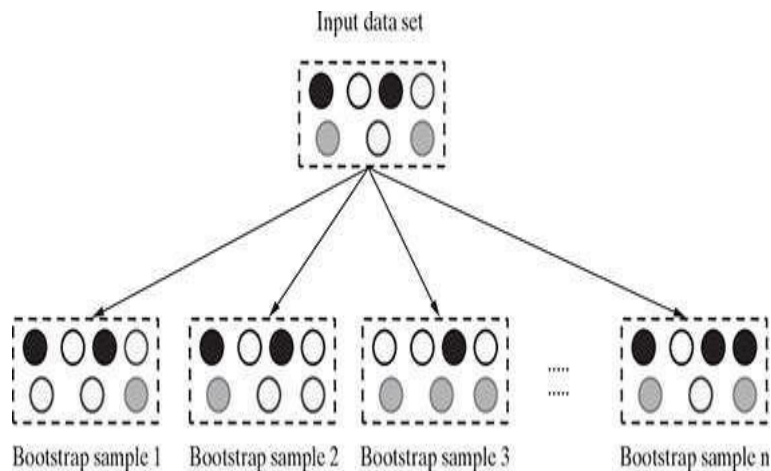 Input data set
.....
.....
Bootstrap sample 1 Bootstrap sample 2 Bootstrap sample 3 Bootstrap sample n